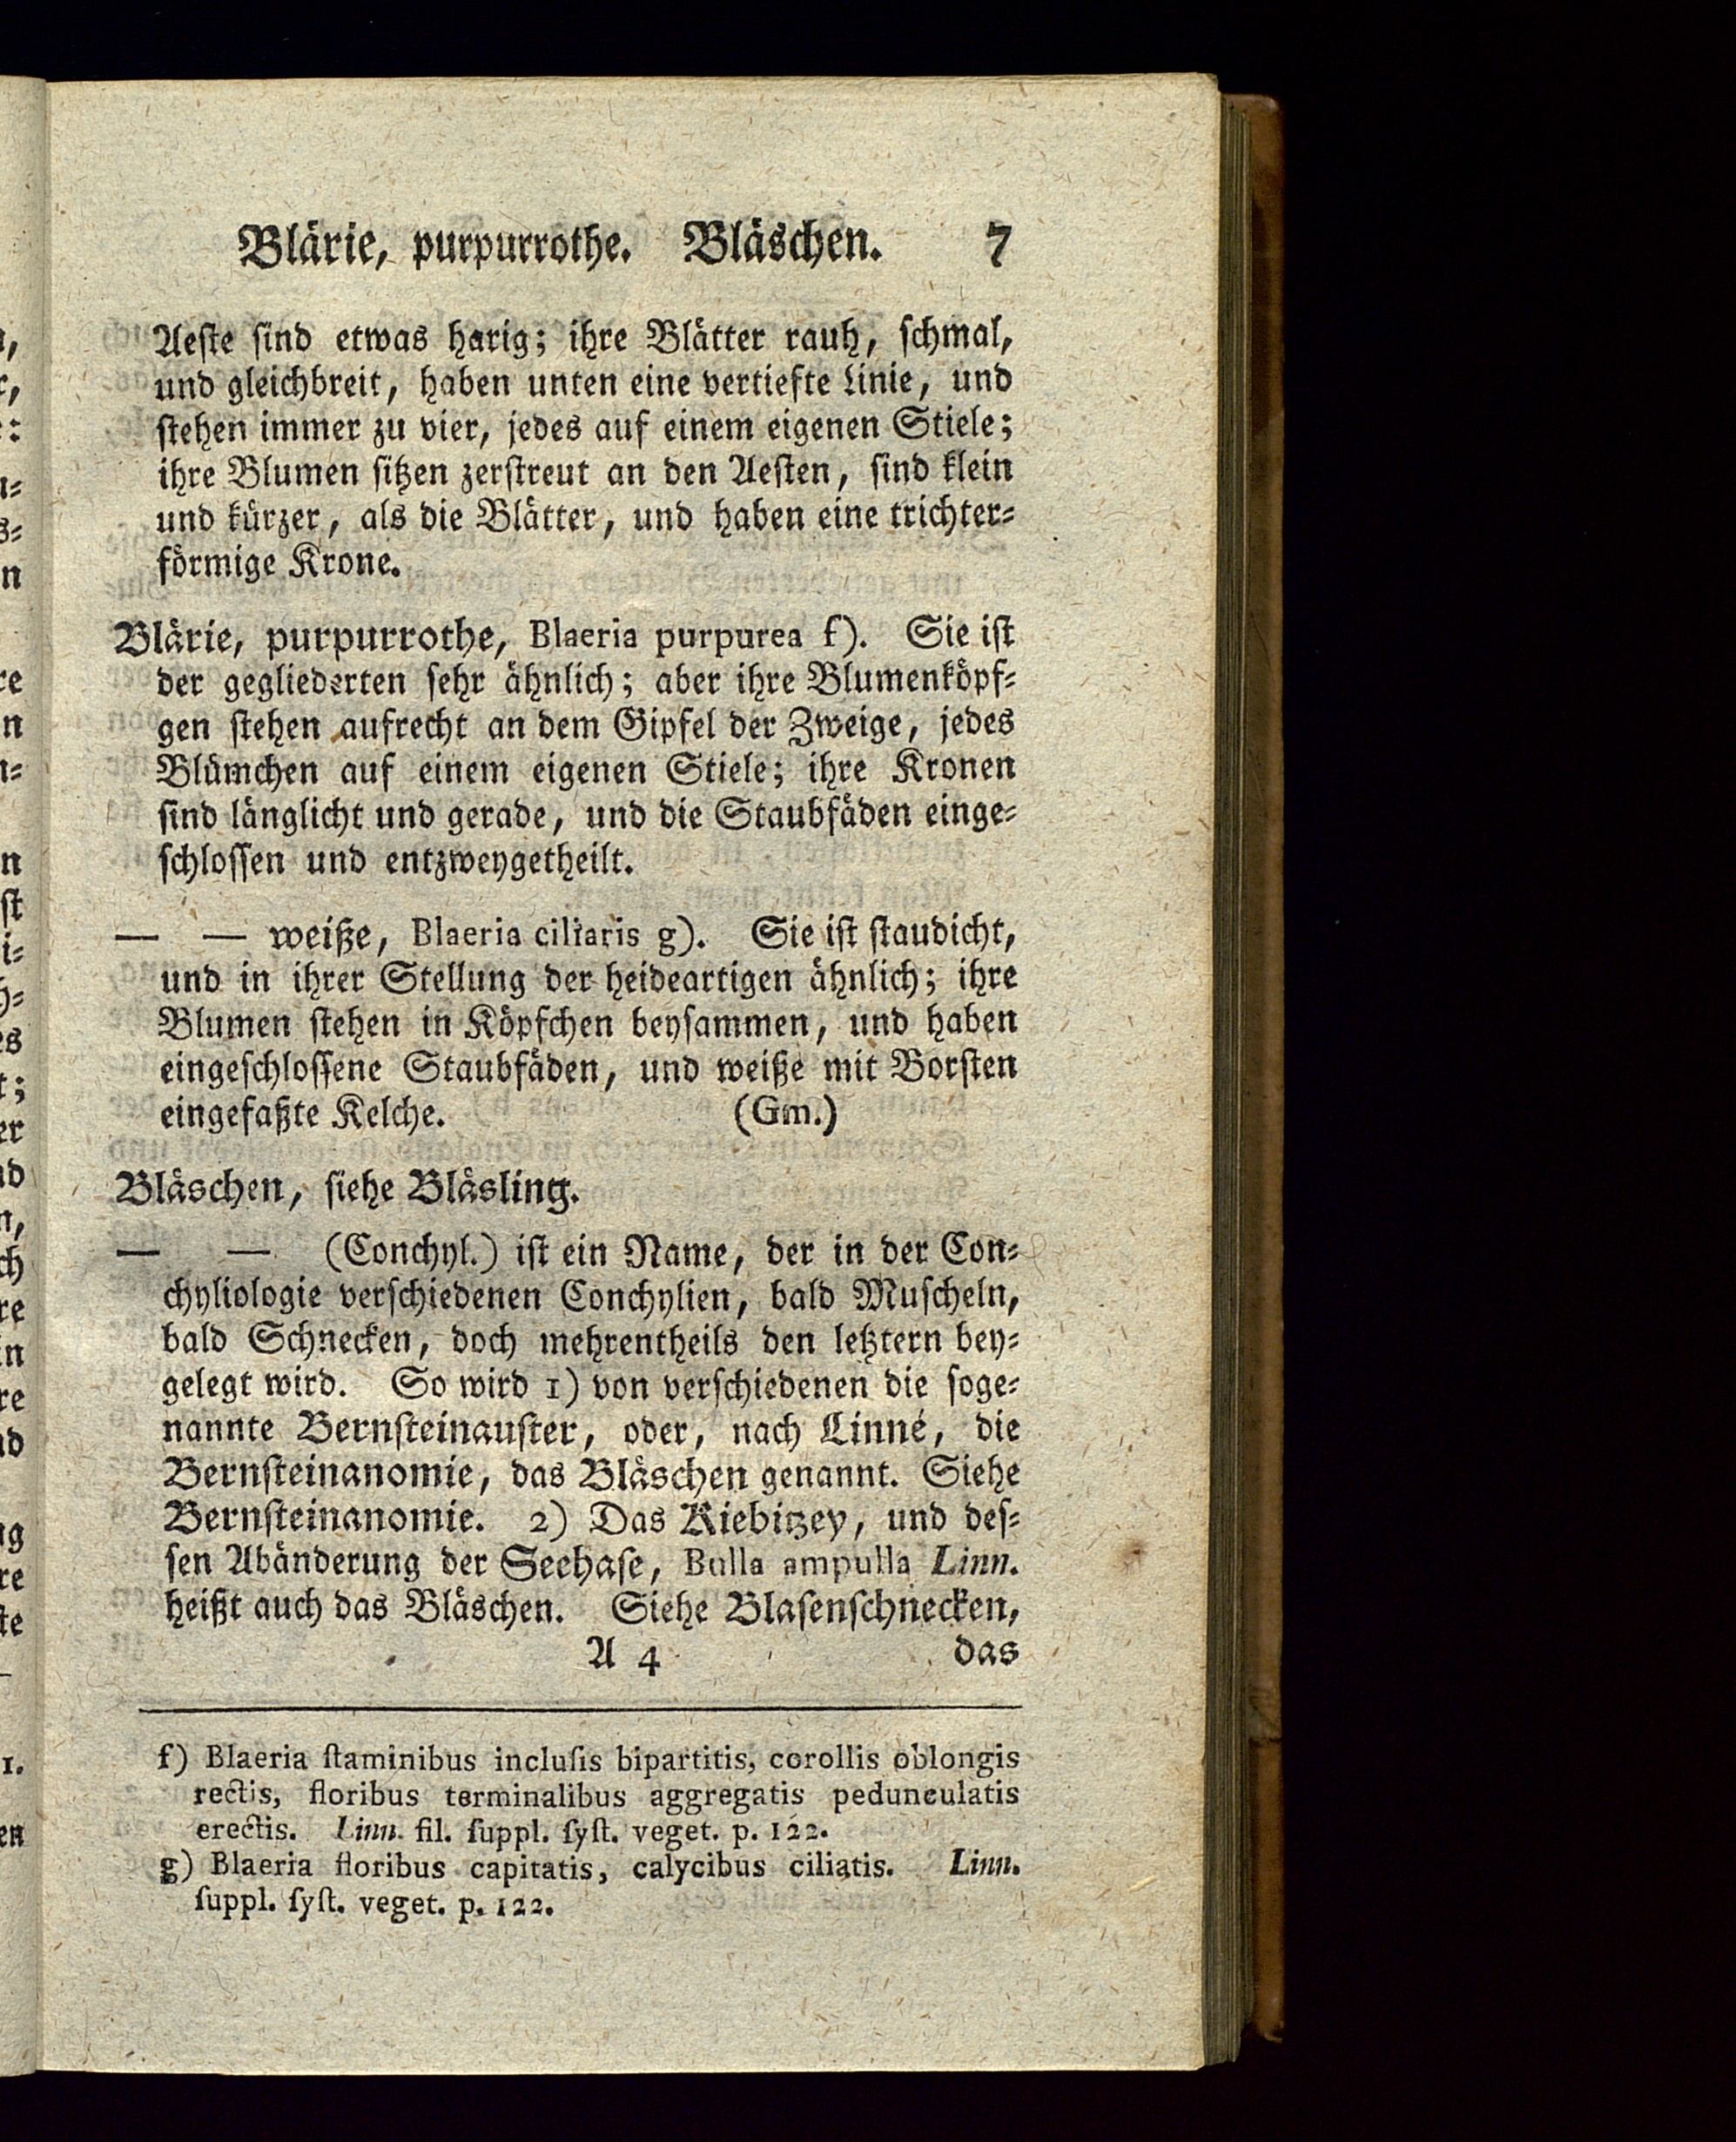 Blärie, purpurrothe. Bläschen. 7
Aeste sind etwas harig; ihre Blätter rauh, schmal,
und gleichbreit, haben unten eine vertiefte Linie, und
stehen immer zu vier, jedes auf einem eigenen Stiele;
ihre Blumen sitzen zerstreut an den Aesten, sind klein
und kürzer, als die Blätter, und haben eine trichter-
förmige Krone.
Blärie, purpurrothe, Blaeria purpurea f). Sie ist
der gegliederten sehr ähnlich; aber ihre Blumenköpf-
gen stehen aufrecht an dem Gipfel der Zweige, jedes
Blümchen auf einem eigenen Stiele; ihre Kronen
sind länglicht und gerade, und die Staubfäden einge-
schlossen und entzweygetheilt.
— — weiße, Blaeria ciliaris g). Sie ist staudicht,
und in ihrer Stellung der heideartigen ähnlich; ihre
Blumen stehen in Köpfchen beysammen, und haben
eingeschlossene Staubfäden, und weiße mit Borsten
eingefaßte Kelche. (Gm.)
Bläschen, siehe Bläsling.
— — (Conchyl.) ist ein Name, der in der Con-
chyliologie verschiedenen Conchylien, bald Muscheln,
bald Schnecken, doch mehrentheils den letztern bey-
gelegt wird. So wird 1) von verschiedenen die soge-
nannte Bernsteinauster, oder, nach Linné, die
Bernsteinanomie, das Bläschen genannt. Siehe
Bernsteinanomie. 2) Das Kiebitzey, und des-
sen Abänderung der Seehase, Bulla ampulla Linn.
heißt auch das Bläschen. Siehe Blasenschnecken,
A 4 das
f) Blaeria ſtaminibus incluſis bipartitis, corollis oblongis
rectis, floribus terminalibus aggregatis pedunculatis
erectis. Linn. fil. ſuppl. ſyſt. veget. p. 122.
g) Blaeria floribus capitatis, calycibus ciliatis. Linn.
ſuppl. ſyſt. veget. p. 122.